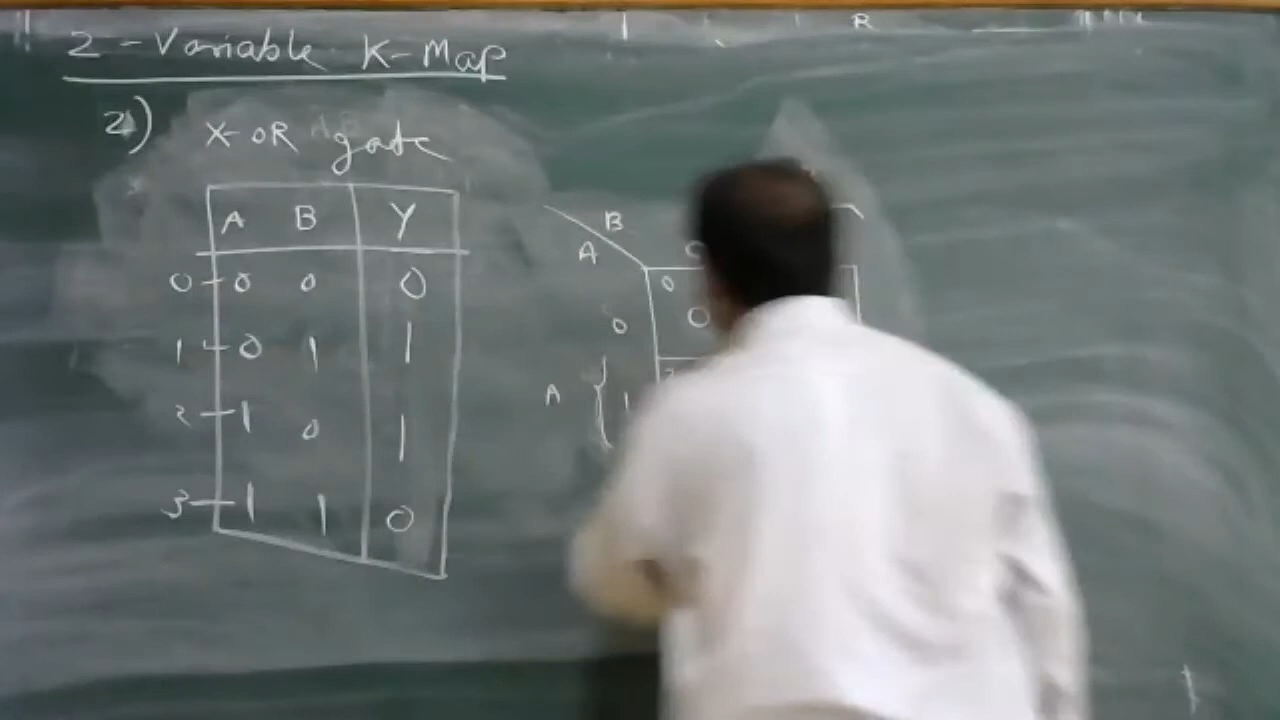 R
2-Variable K-Map
2) X-OR gate
A B Y
0 0 0 0
1 0 1 1
2 1 0 1
3 1 1 0
B
A
0
0 0
A { 1